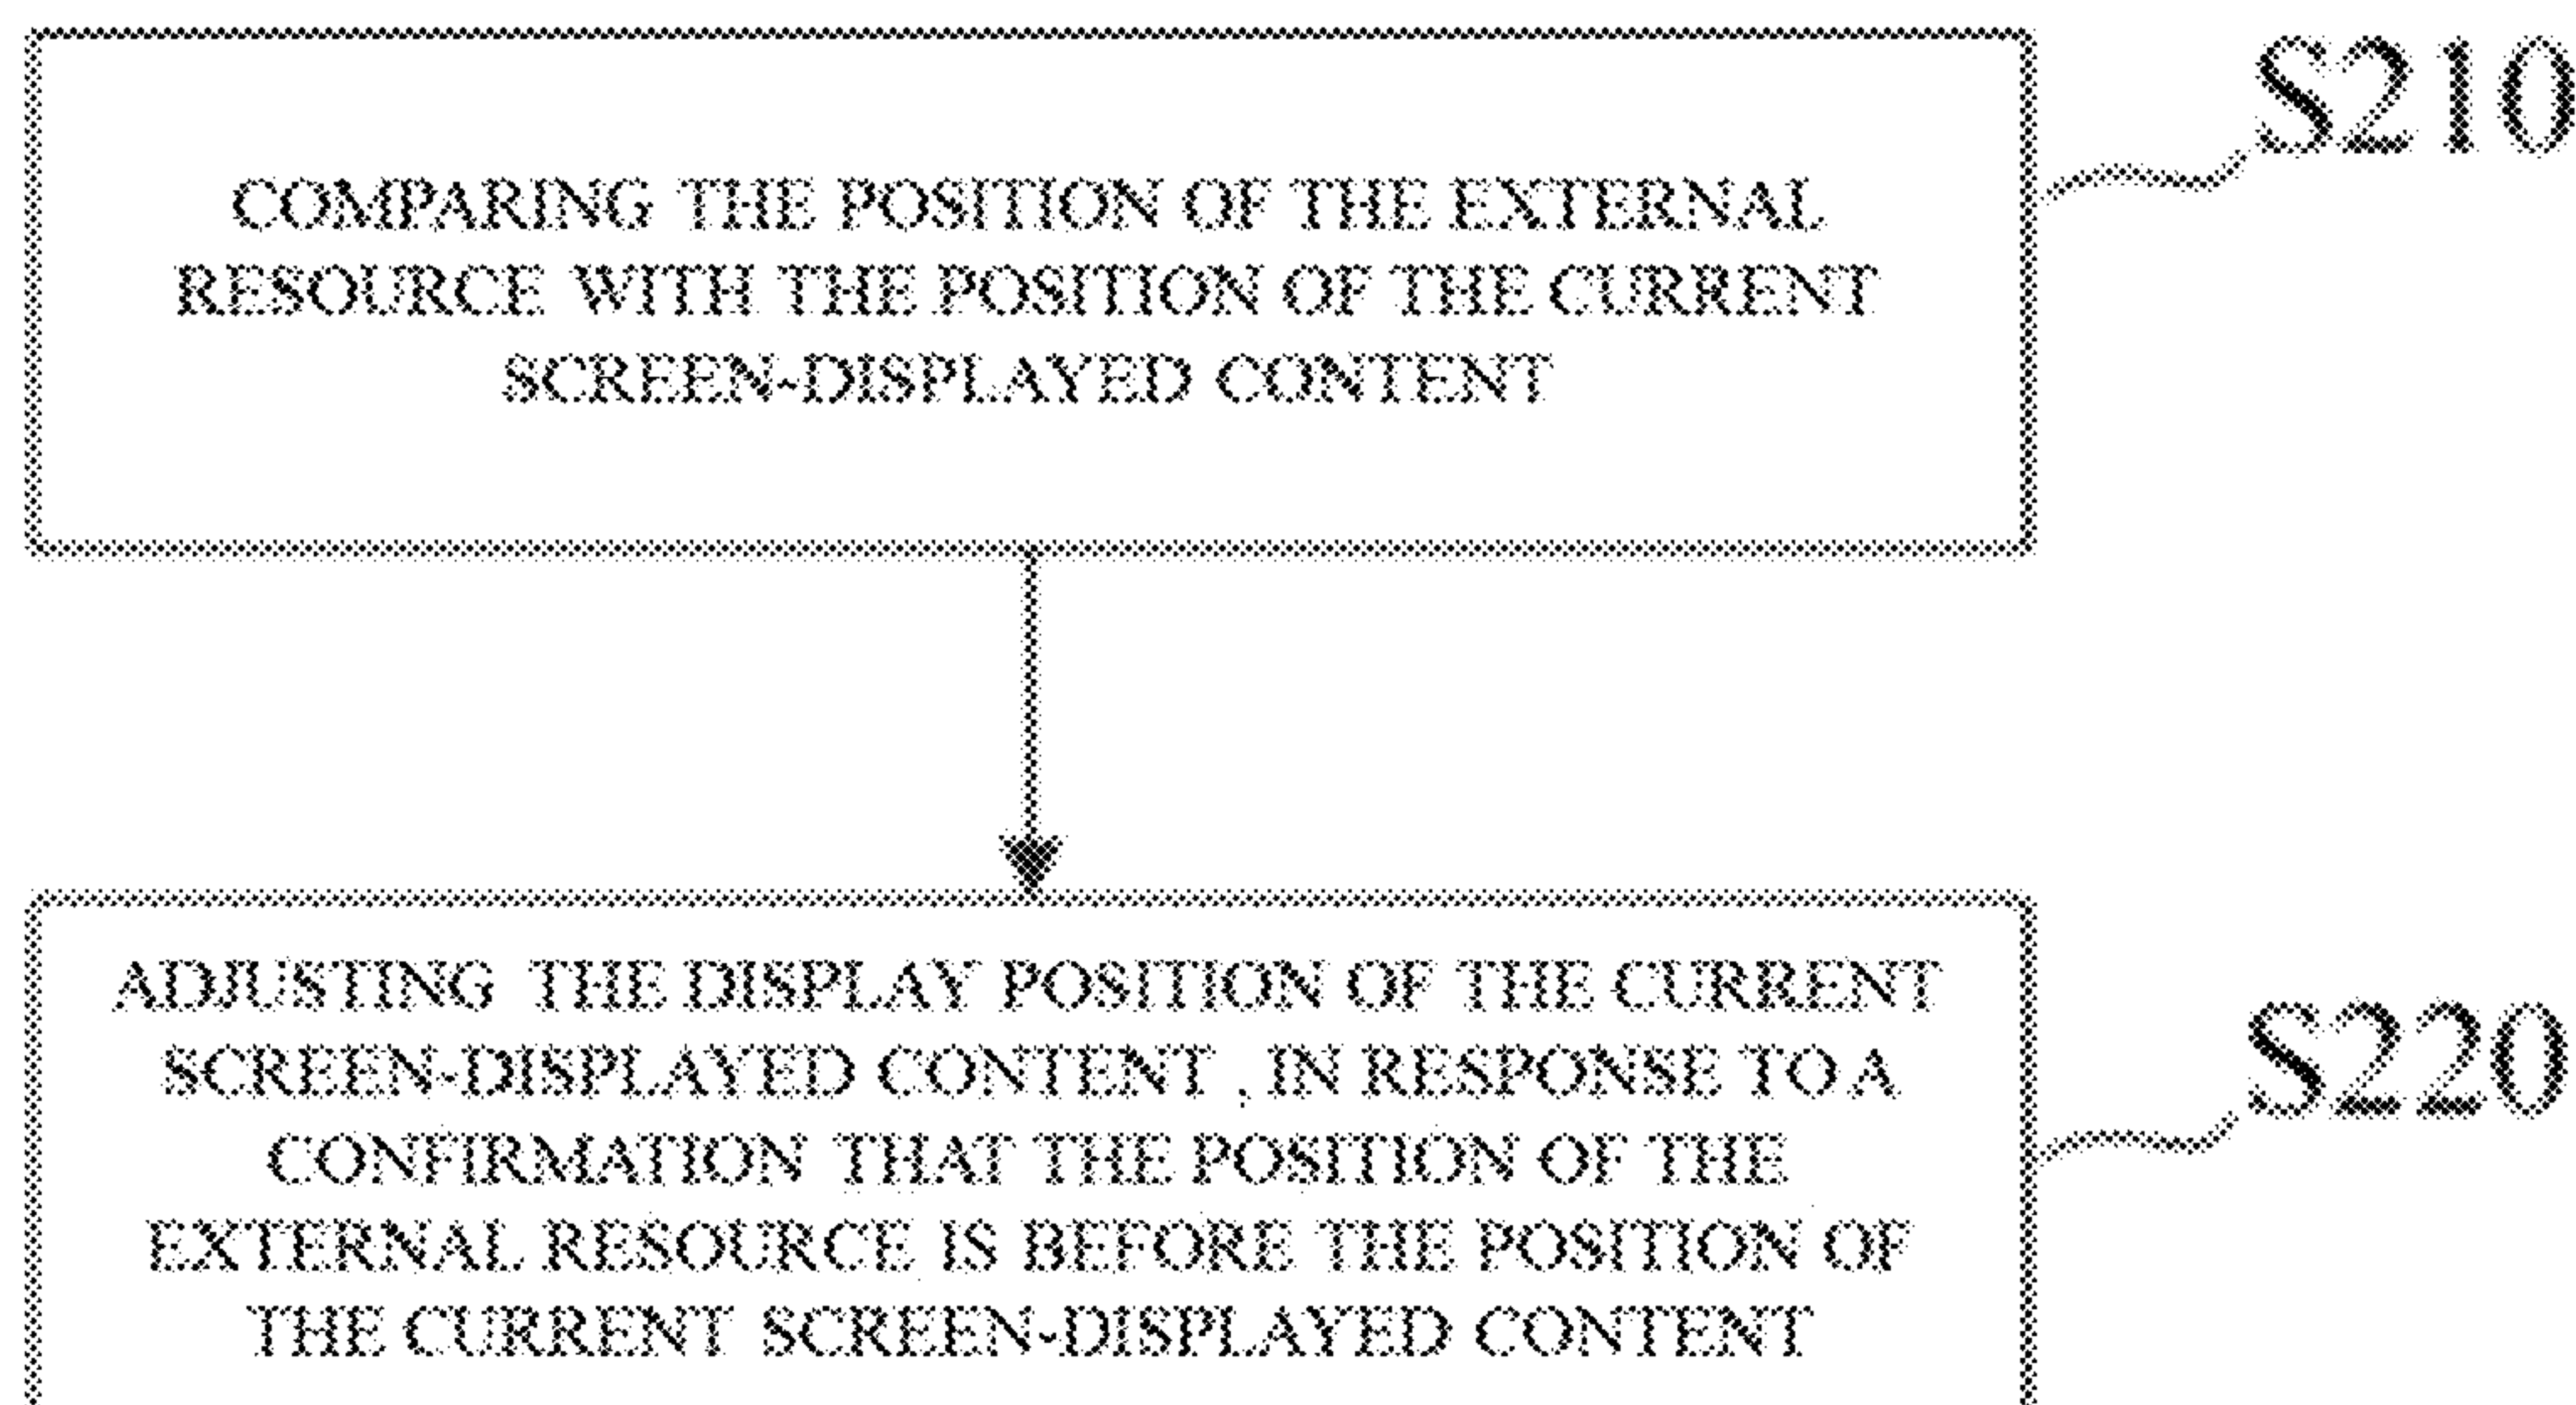 S210
COMPARING THE POSITION OF THE EXTERNAL
RESOURCE WITH THE POSITION OF THE CURRENT
SCREEN-DISPLAYED CONTENT
ADJUSTING THE DISPLAY POSITION OF THE CURRENT
SCREEN-DISPLAYED CONTENT , IN RESPONSE TO A
S220
CONFIRMATION THAT THE POSITION OF THE
EXTERNAL RESOURCE IS BEFORE THE POSITION OF
THE CURRENT SCREEN-DISPLAYED CONTENT